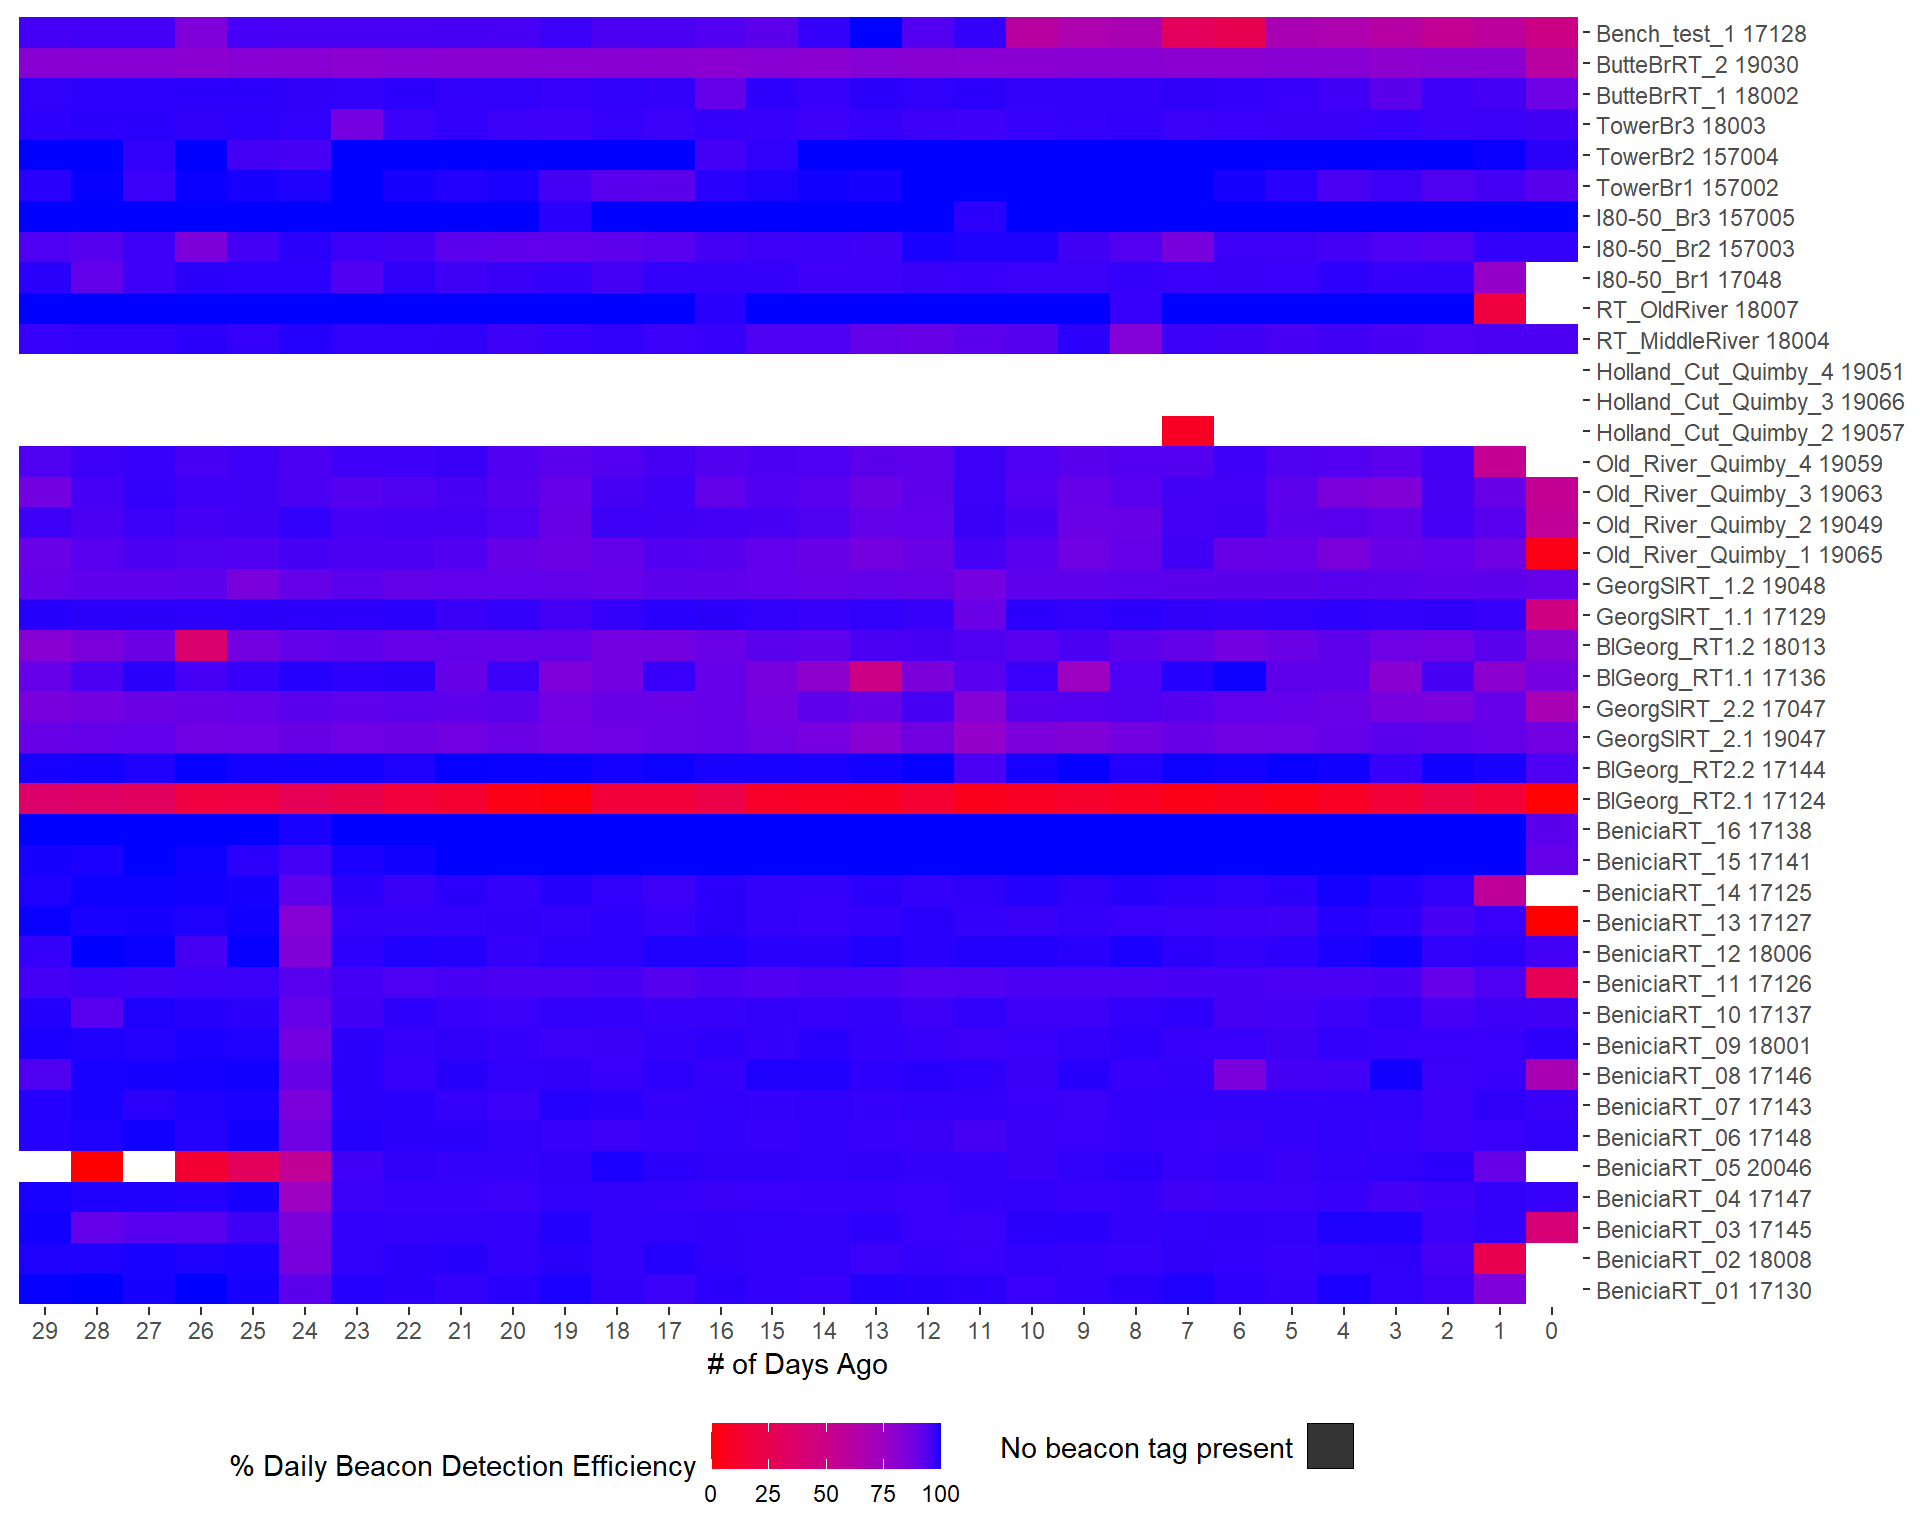 Bench_test_1 17128
ButteBrRT_2 19030
ButteBrRT_1 18002
TowerBr3 18003
TowerBr2 157004
TowerBr1 157002
I80-50_Br3 157005
I80-50_Br2 157003
I80-50_Br1 17048
RT_OldRiver 18007
RT_MiddleRiver 18004
Holland_Cut_Quimby_4 19051
Holland_Cut_Quimby_3 19066
Holland_Cut_Quimby_2 19057
Old_River_Quimby_4 19059
Old_River_Quimby_3 19063
Old_River_Quimby_2 19049
Old_River_Quimby_1 19065
GeorgSlRT_1.2 19048
GeorgSlRT_1.1 17129
BlGeorg_RT1.2 18013
BlGeorg_RT1.1 17136
GeorgSlRT_2.2 17047
GeorgSlRT_2.1 19047
BlGeorg_RT2.2 17144
BlGeorg_RT2.1 17124
BeniciaRT_16 17138
BeniciaRT_15 17141
BeniciaRT_14 17125
BeniciaRT_13 17127
BeniciaRT_12 18006
BeniciaRT_11 17126
BeniciaRT_10 17137
BeniciaRT_09 18001
BeniciaRT_08 17146
BeniciaRT_07 17143
BeniciaRT_06 17148
BeniciaRT_05 20046
BeniciaRT_04 17147
BeniciaRT_03 17145
BeniciaRT_02 18008
BeniciaRT_01 17130
29 28 27 26 25 24 23 22 21 20 19 18 17 16 15 14 13 12 11 10 9 8 7 6 5 4 3 2 1 0
# of Days Ago
% Daily Beacon Detection Efficiency
0 25 50 75 100
No beacon tag present